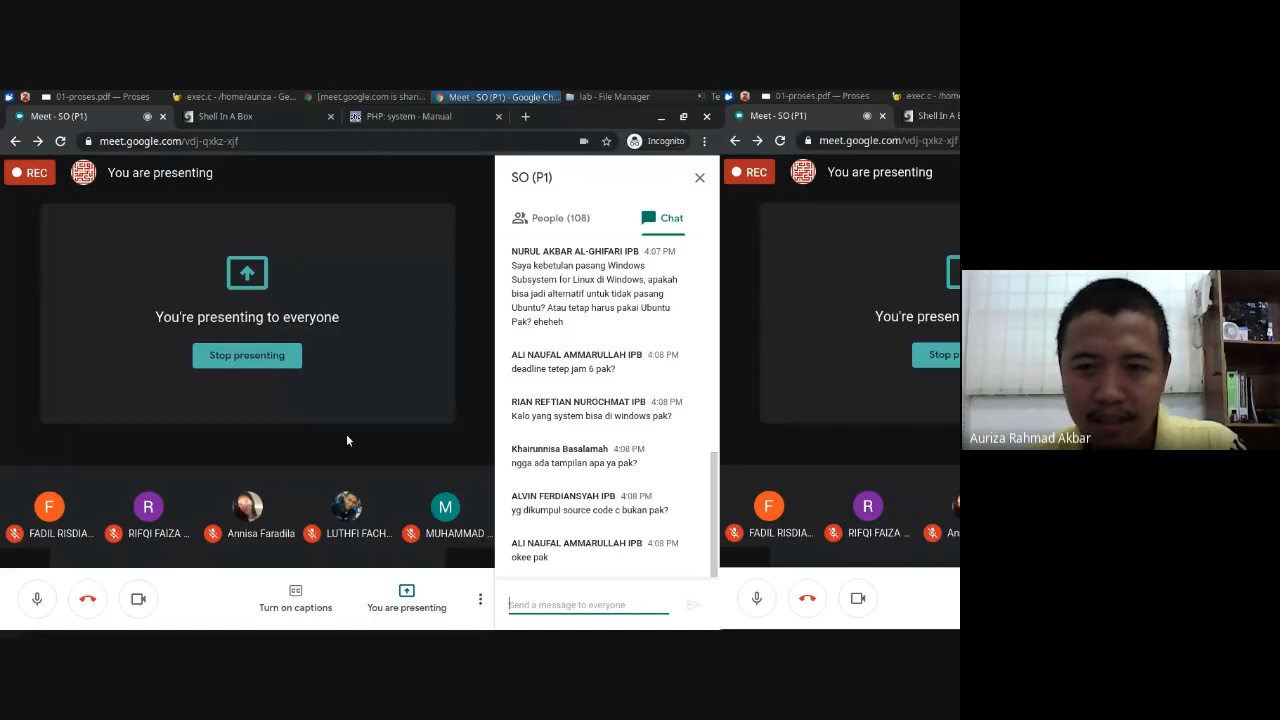 01-proses.pdf — Proses
exec.c - /home/auriza - Ge...
[meet.google.com is shari...
Meet - SO (P1) - Google Ch...
lab - File Manager
Te
01-proses.pdf — Proses
exec.c -
Meet - SO (P1)
Shell In A Box
PHP: system - Manual
Meet - SO (P1)
Shell In A B
meet.google.com/vdj-qxkz-xjf
Incognito
meet.google.com/vdj-qxkz-xjf
REC
You are presenting
SO (P1)
REC
You are presenting
People (108)
Chat
NURUL AKBAR AL-GHIFARI IPB 4:07 PM
Saya kebetulan pasang Windows
Subsystem for Linux di Windows, apakah
bisa jadi alternatif untuk tidak pasang
Ubuntu? Atau tetap harus pakai Ubuntu
Pak? eheheh
You're presenting to everyone
You're presen
Stop presenting
Stop p
ALI NAUFAL AMMARULLAH IPB 4:08 PM
deadline tetep jam 6 pak?
RIAN REFTIAN NUROCHMAT IPB 4:08 PM
Kalo yang system bisa di windows pak?
Khairunnisa Basalamah 4:08 PM
ngga ada tampilan apa ya pak?
ALVIN FERDIANSYAH IPB 4:08 PM
yg dikumpul source code c bukan pak?
ALI NAUFAL AMMARULLAH IPB 4:08 PM
okee pak
Auriza Rahmad Akbar
F
R
M
F
R
FADIL RISDIA...
RIFQI FAIZA ...
Annisa Faradila
LUTHFI FACH...
MUHAMMAD ...
FADIL RISDIA...
RIFQI FAIZA ...
An
Turn on captions
You are presenting
Send a message to everyone